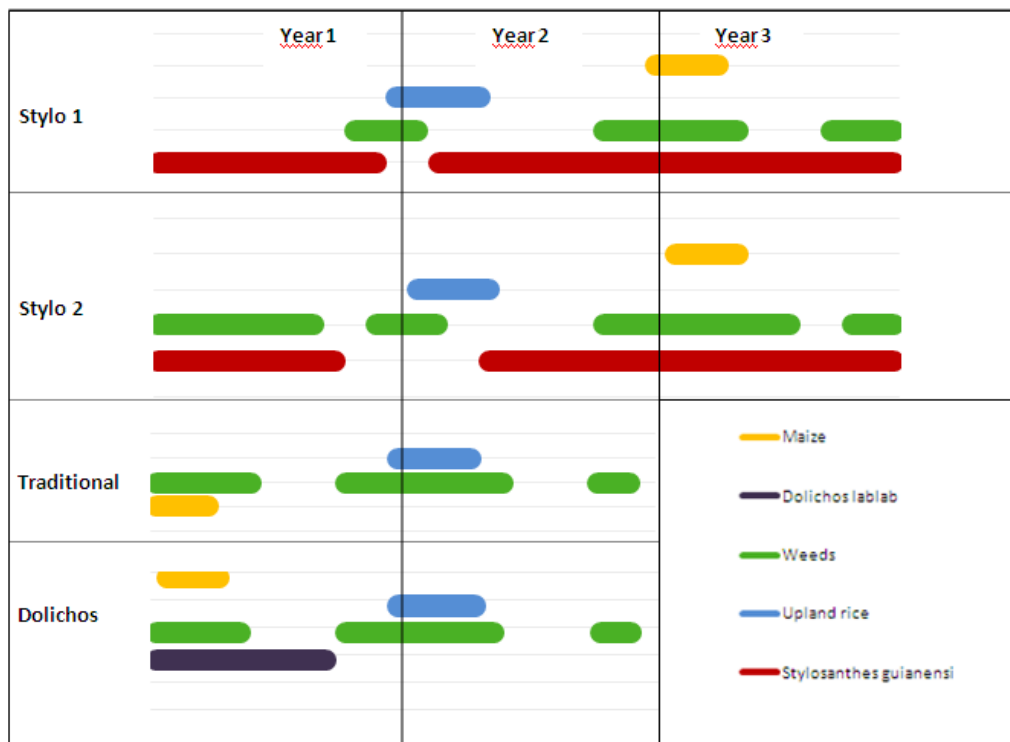 Year 1
Year 2
Year 3
Stylo 1
Stylo 2
Traditional
Dolichos
Maize
Dolichos lablab
Weeds
Upland rice
Stylosanthes guianensi